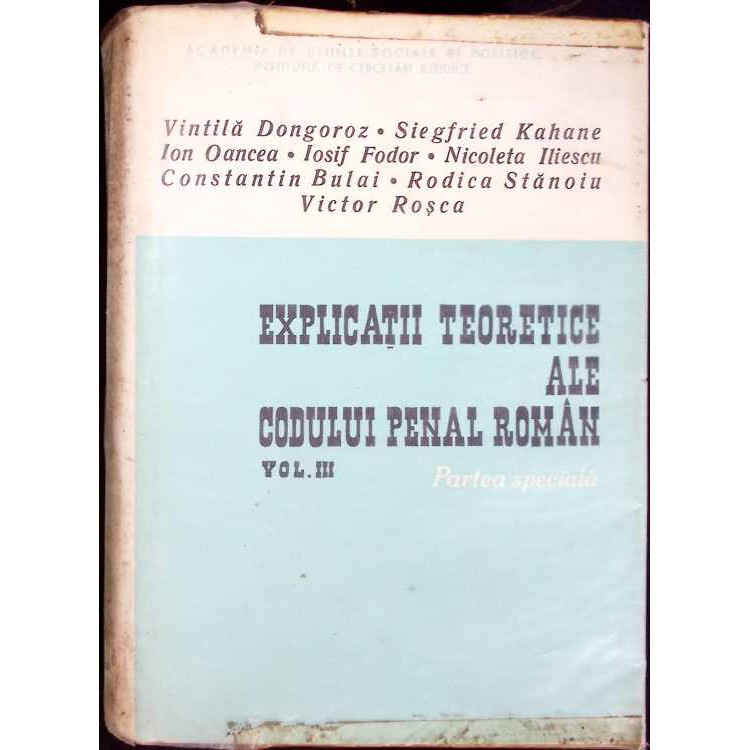 ACADEMIA DE ȘTIINȚE SOCIALE ȘI POLITICE
INSTITUTUL DE CERCETĂRI JURIDICE
Vintilă Dongoroz • Siegfried Kahane
Ion Oancea • Iosif Fodor • Nicoleta Iliescu
Constantin Bulai • Rodica Stănoiu
Victor Roșca
EXPLICAȚII TEORETICE
ALE
CODULUI PENAL ROMÂN
VOL. III
Partea specială